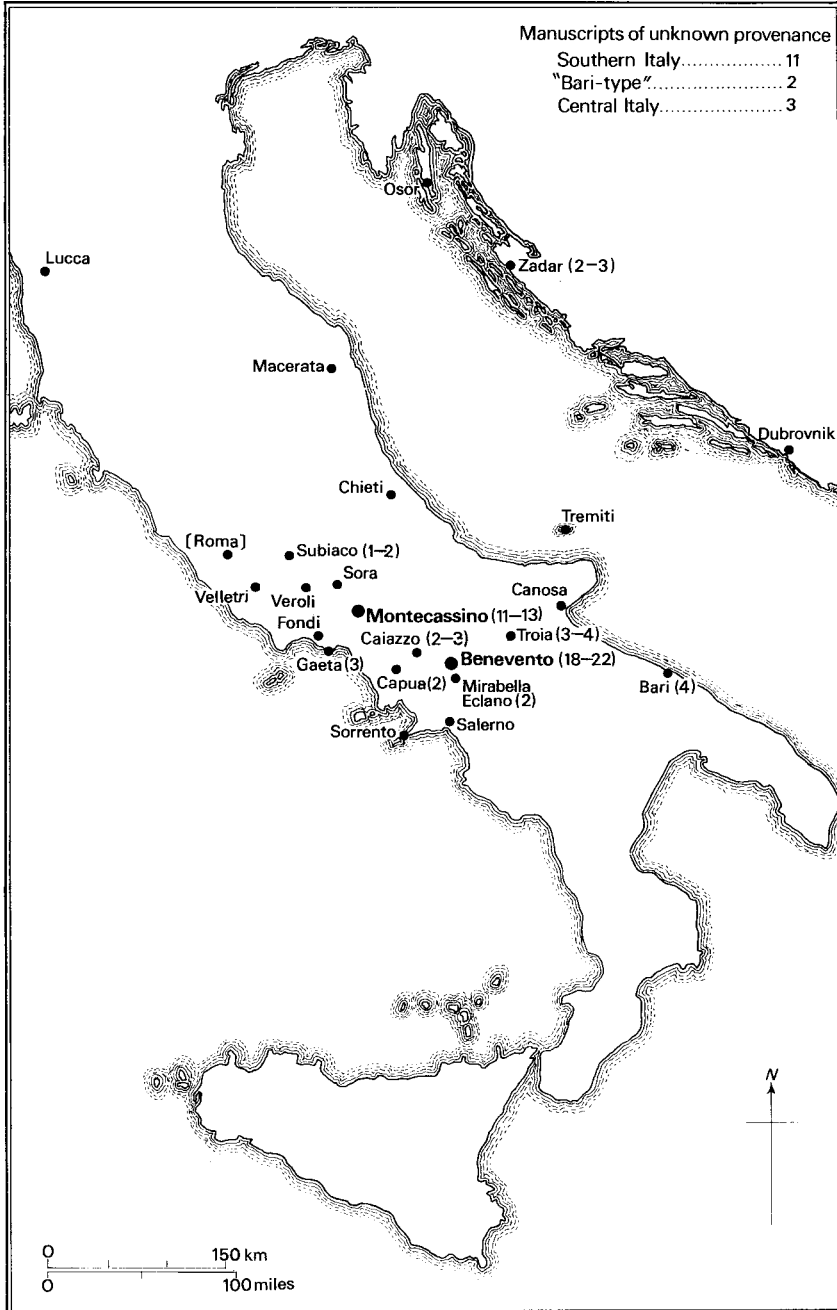 Manuscripts of unknown provenance
Southern Italy................. 11
"Bari-type"..................... 2
Central Italy................... 3
Osor
Lucca
Zadar (2–3)
Macerata
Dubrovnik
Chieti
Tremiti
[Roma]
Subiaco (1–2)
Sora
Velletri
Veroli
Canosa
Montecassino (11–13)
Fondi
Caiazzo (2–3)
Troia (3–4)
Gaeta (3)
Benevento (18–22)
Capua (2)
Mirabella
Eclano (2)
Bari (4)
Sorrento
Salerno
N
0 150 km
0 100 miles